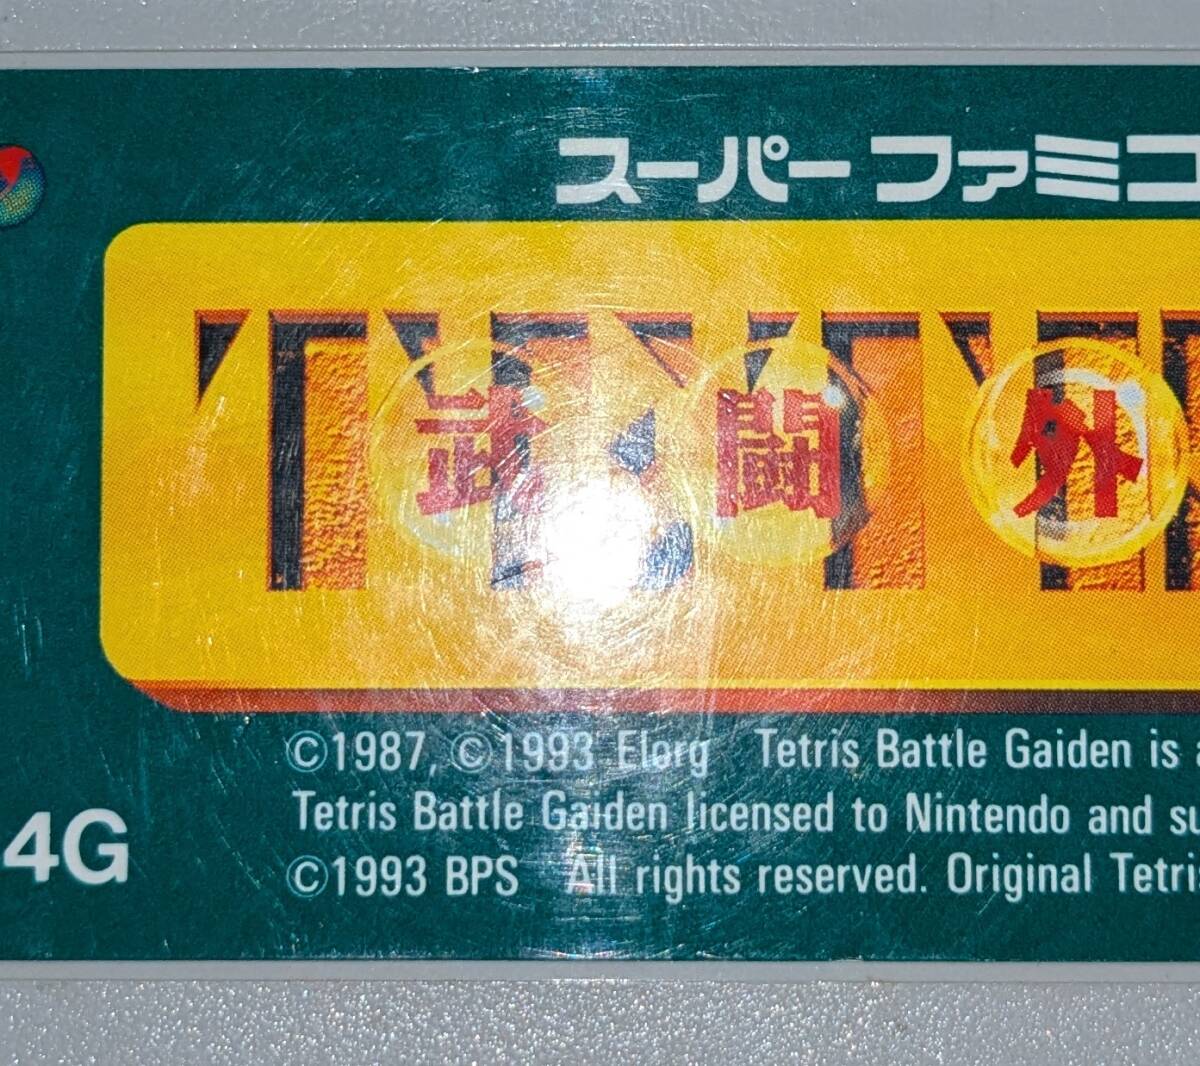 スーパーファミコ
TETRI
武闘外
©1987, ©1993 Elorg Tetris Battle Gaiden is a
Tetris Battle Gaiden licensed to Nintendo and su
4G
©1993 BPS All rights reserved. Original Tetris